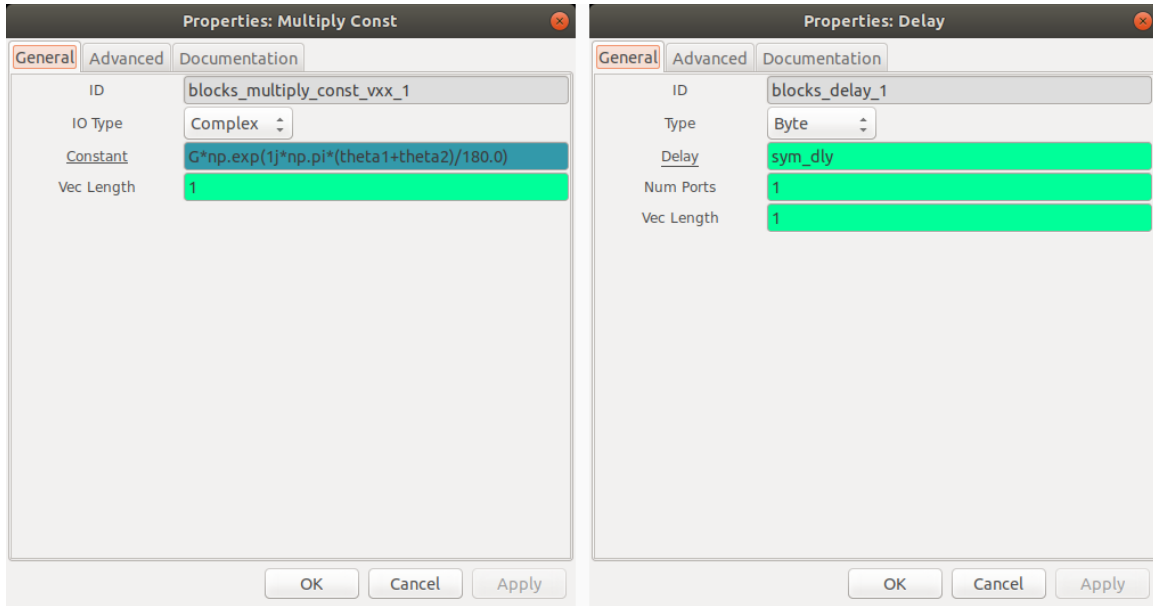 Properties: Multiply Const
General Advanced Documentation
ID blocks_multiply_const_vxx_1
IO Type Complex
Constant G*np.exp(1j*np.pi*(theta1+theta2)/180.0)
Vec Length 1
OK Cancel Apply
Properties: Delay
General Advanced Documentation
ID blocks_delay_1
Type Byte
Delay sym_dly
Num Ports 1
Vec Length 1
OK Cancel Apply